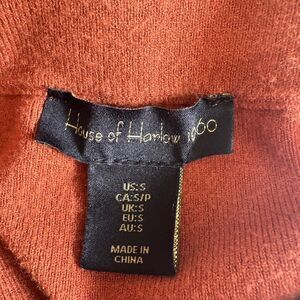 House of Harlow 1960
US:S
CA:S/P
UK:S
EU:S
AU:S
MADE IN
CHINA